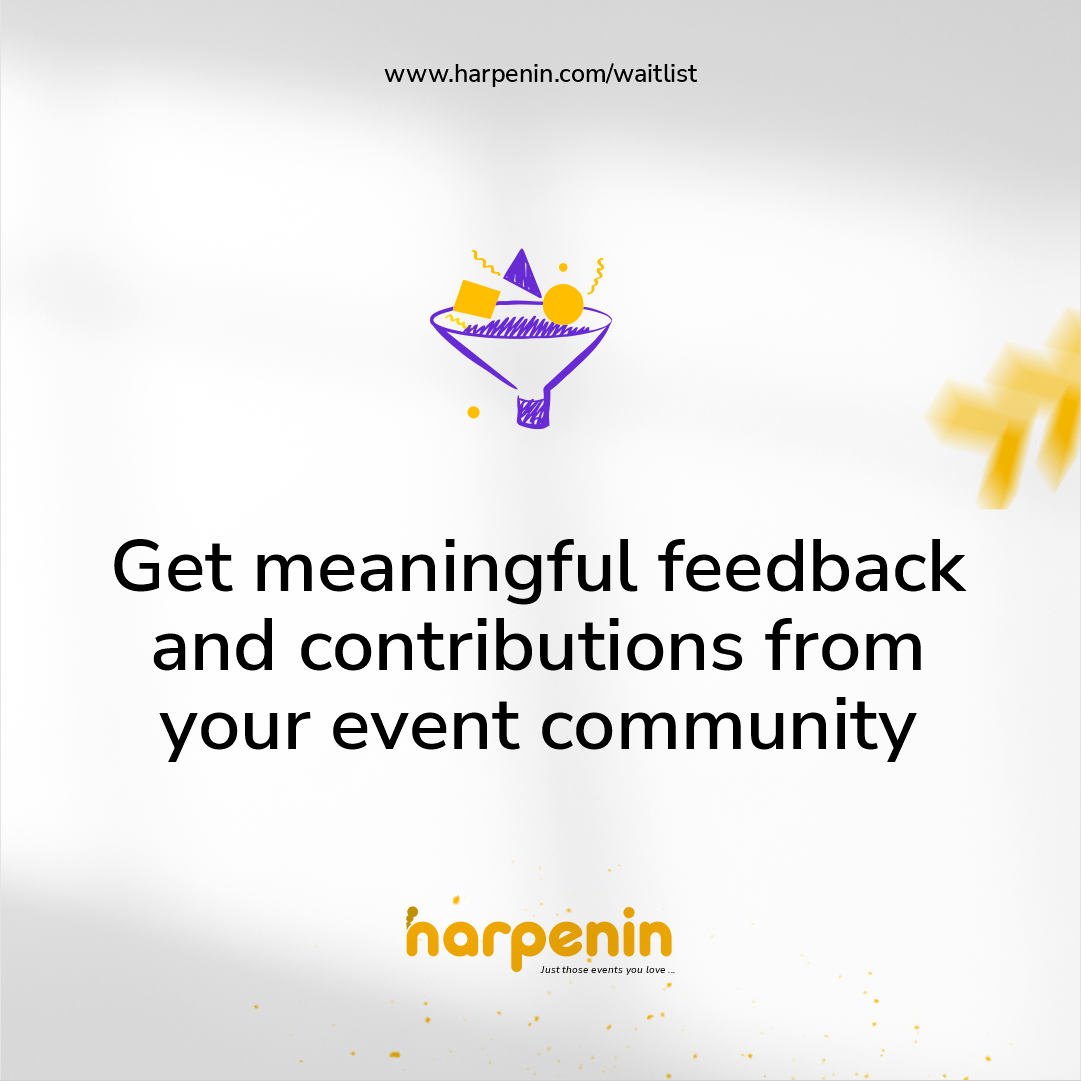 www.harpenin.com/waitlist
Get meaningful feedback
and contributions from
your event community
harpenin
Just those events you love ...